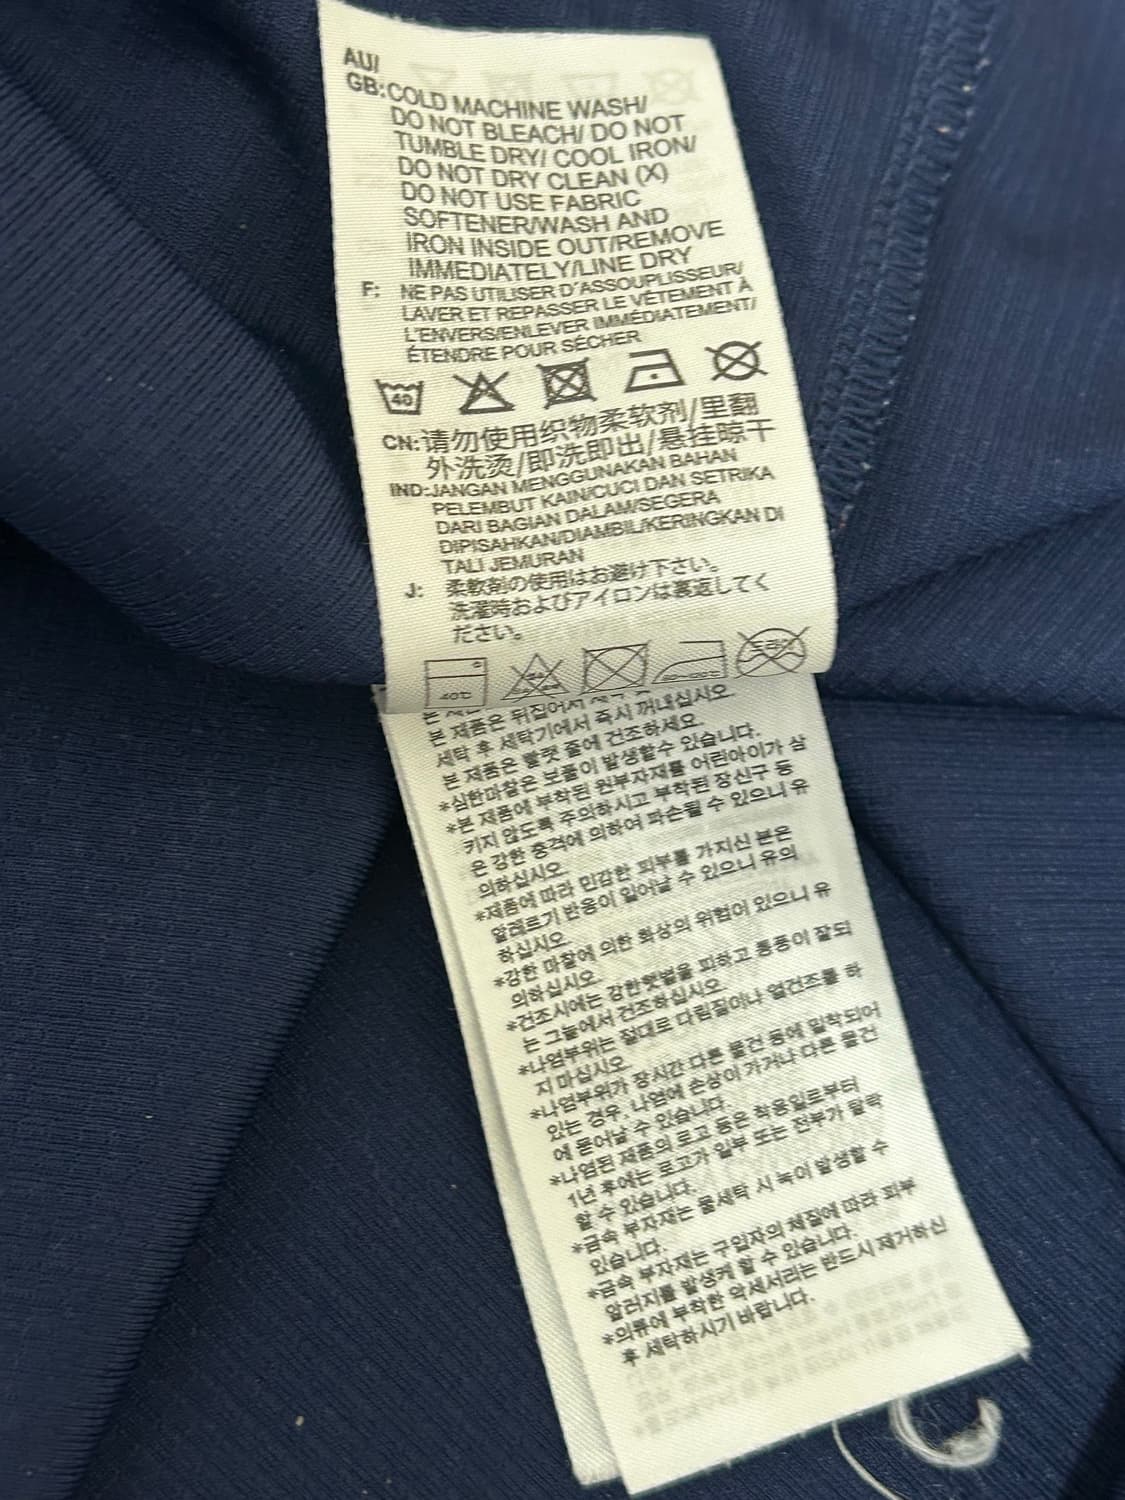 AU/
GB:COLD MACHINE WASH/
DO NOT BLEACH/ DO NOT
TUMBLE DRY/ COOL IRON/
DO NOT DRY CLEAN (X)
DO NOT USE FABRIC
SOFTENER/WASH AND
IRON INSIDE OUT/REMOVE
IMMEDIATELY/LINE DRY
F: NE PAS UTILISER D'ASSOUPLISSEUR/
LAVER ET REPASSER LE VÊTEMENT À
L'ENVERS/ENLEVER IMMÉDIATEMENT/
ÉTENDRE POUR SÉCHER
40
CN:请勿使用织物柔软剂/里翻
外洗烫/即洗即出/悬挂晾干
IND:JANGAN MENGGUNAKAN BAHAN
PELEMBUT KAIN/CUCI DAN SETRIKA
DARI BAGIAN DALAM/SEGERA
DIPISAHKAN/DIAMBIL/KERINGKAN DI
TALI JEMURAN
J: 柔軟剤の使用はお避け下さい。
洗濯時およびアイロンは裏返してく
ださい。
40℃ 드라이
본 제품은 뒤집어서
세탁 후 세탁기에서 즉시 꺼내십시오.
본 제품은 빨랫 줄에 건조하세요.
*심한마찰은 보풀이 발생할수 있습니다.
*본 제품에 부착된 원부자재를 어린아이가 삼
키지 않도록 주의하시고 부착된 장신구 등
은 강한 충격에 의하여 파손될 수 있으니 유
의하십시오.
*제품에 따라 민감한 피부를 가지신 분은
알레르기 반응이 일어날 수 있으니 유의
하십시오.
*강한 마찰에 의한 화상의 위험이 있으니 유
의하십시오.
*건조시에는 강한햇볕을 피하고 통풍이 잘되
는 그늘에서 건조하십시오.
*나염부위는 절대로 다림질이나 열건조를 하
지 마십시오.
*나염부위가 장시간 다른 물건 등에 밀착되어
있는 경우, 나염에 손상이 가거나 다른 물건
에 묻어날 수 있습니다.
*나염된 제품의 로고 등은 착용일로부터
1년 후에는 로고가 일부 또는 전부가 탈락
할 수 있습니다.
*금속 부자재는 물세탁 시 녹이 발생할 수
있습니다.
*금속 부자재는 구입자의 체질에 따라 피부
알러지를 발생케 할 수 있습니다.
*의류에 부착한 악세서리는 반드시 제거하신
후 세탁하시기 바랍니다.